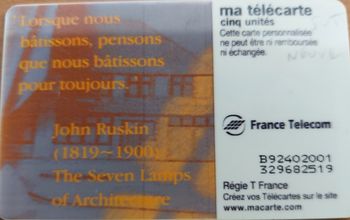 Lorsque nous
bâtissons, pensons
que nous bâtissons
pour toujours.
John Ruskin
(1819~1900)
The Seven Lamps
of Architecture
ma télécarte
cinq unités
Cette carte personnalisée
ne peut être ni remboursée
ni échangée.
France Telecom
B92402001
329682519
Régie T France
Créez vos Télécartes sur le site
www.macarte.com